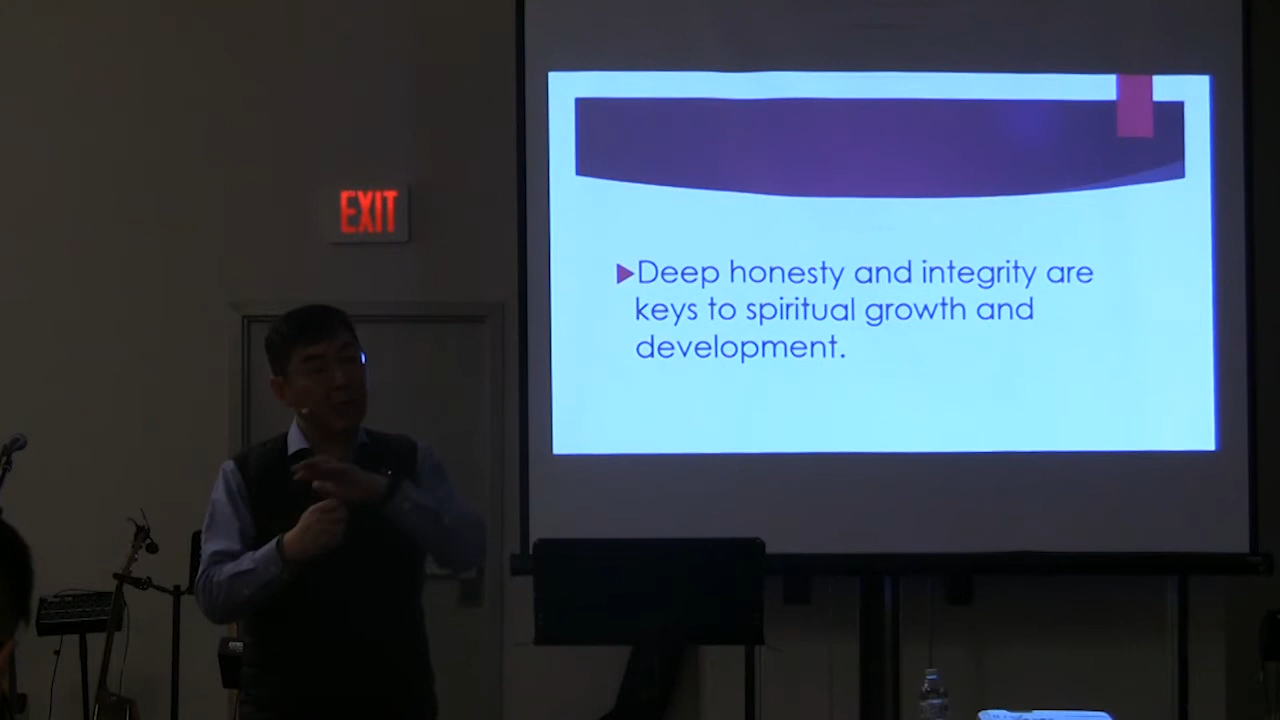 EXIT
Deep honesty and integrity are
keys to spiritual growth and
development.